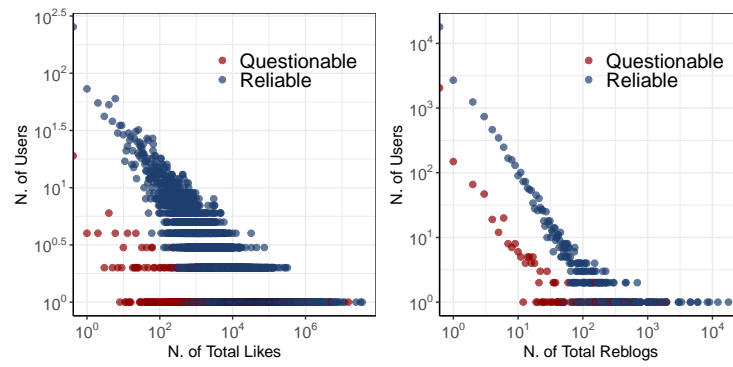 10^2.5
10^2
10^1.5
10^1
10^0.5
10^0
N. of Users
Questionable
Reliable
10^0 10^2 10^4 10^6
N. of Total Likes
10^4
10^3
10^2
10^1
10^0
N. of Users
Questionable
Reliable
10^0 10^1 10^2 10^3 10^4
N. of Total Reblogs